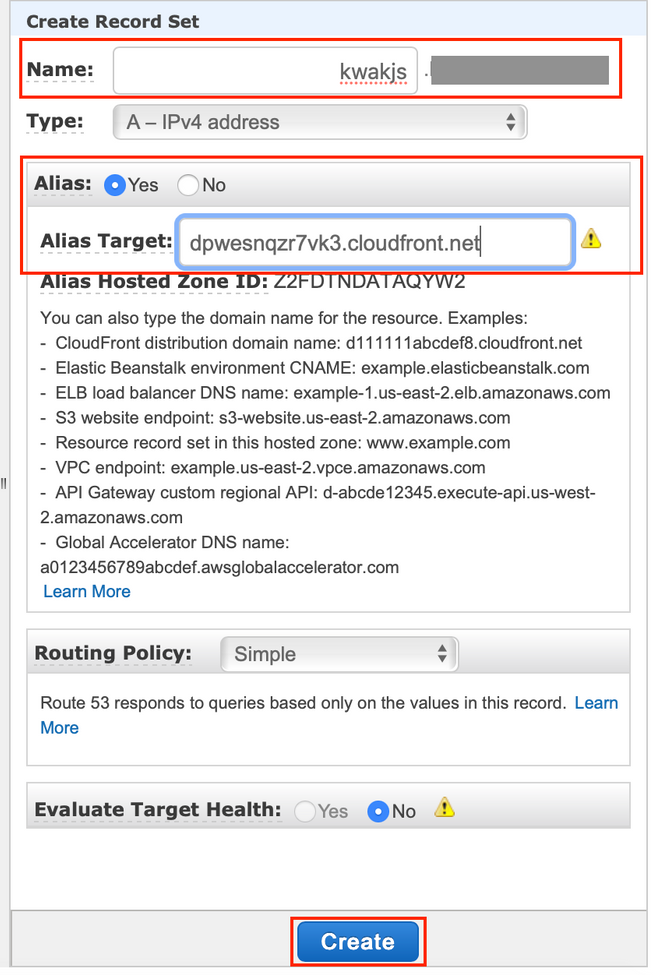 Create Record Set
Name: kwakjs .
Type: A – IPv4 address
Alias: Yes No
Alias Target: dpwesnqzr7vk3.cloudfront.net
Alias Hosted Zone ID: Z2FDTNDATAQYW2
You can also type the domain name for the resource. Examples:
- CloudFront distribution domain name: d111111abcdef8.cloudfront.net
- Elastic Beanstalk environment CNAME: example.elasticbeanstalk.com
- ELB load balancer DNS name: example-1.us-east-2.elb.amazonaws.com
- S3 website endpoint: s3-website.us-east-2.amazonaws.com
- Resource record set in this hosted zone: www.example.com
- VPC endpoint: example.us-east-2.vpce.amazonaws.com
- API Gateway custom regional API: d-abcde12345.execute-api.us-west-
2.amazonaws.com
- Global Accelerator DNS name:
a0123456789abcdef.awsglobalaccelerator.com
Learn More
Routing Policy: Simple
Route 53 responds to queries based only on the values in this record. Learn
More
Evaluate Target Health: Yes No
Create